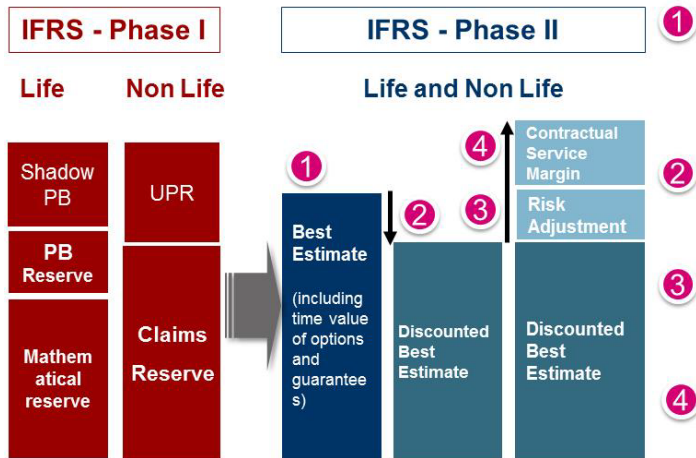 IFRS - Phase I
IFRS - Phase II
1
Life
Non Life
Life and Non Life
Shadow
PB
PB
Reserve
Mathem
atical
reserve
UPR
Claims
Reserve
1
Best
Estimate
(including
time value
of options
and
guarantee
s)
2
Discounted
Best
Estimate
4
3
Contractual
Service
Margin
Risk
Adjustment
Discounted
Best
Estimate
2
3
4